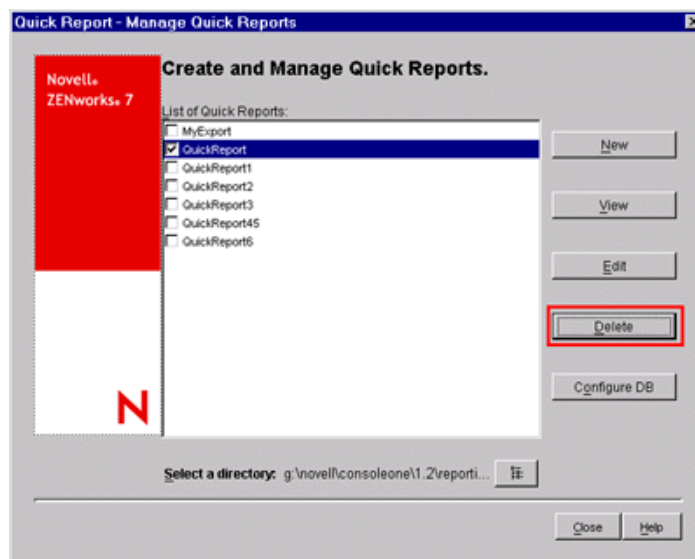 Quick Report - Manage Quick Reports
Novell®
ZENworks® 7
Create and Manage Quick Reports.
List of Quick Reports:
MyExport
QuickReport
QuickReport1
QuickReport2
QuickReport3
QuickReport45
QuickReport6
New
View
Edit
Delete
Configure DB
N
Select a directory: g:\novell\consoleone\1.2\reporti...
Close
Help